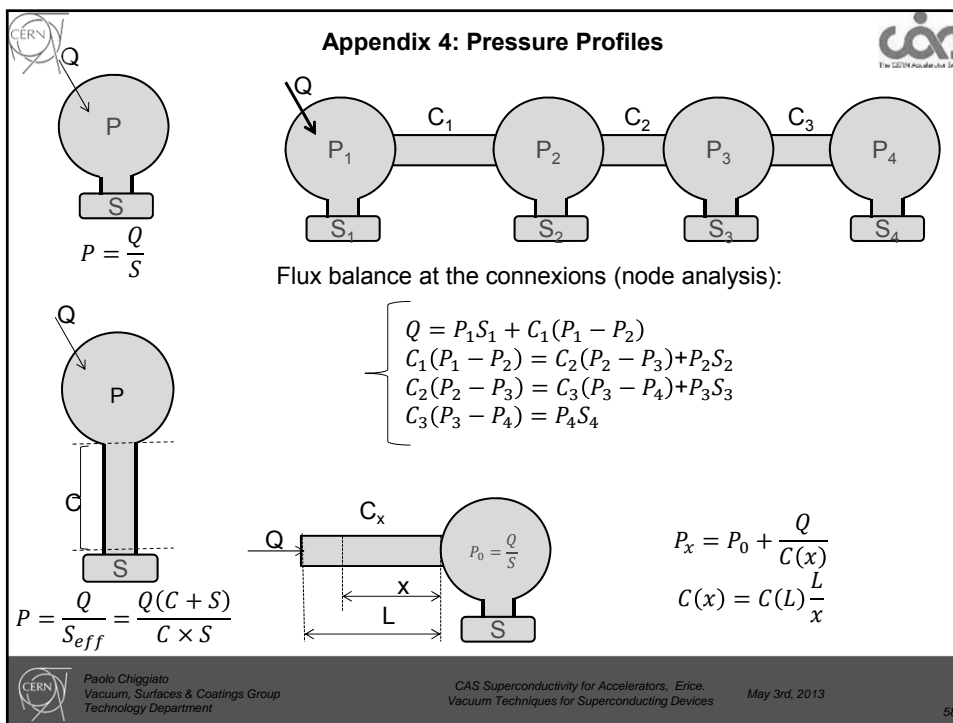 CERN
Appendix 4: Pressure Profiles
The CERN Accelerator S
Q
P
S
P = Q/S
Q
C₁ C₂ C₃
P₁ P₂ P₃ P₄
S₁ S₂ S₃ S₄
Flux balance at the connexions (node analysis):
Q = P₁S₁ + C₁(P₁ − P₂)
C₁(P₁ − P₂) = C₂(P₂ − P₃)+P₂S₂
C₂(P₂ − P₃) = C₃(P₃ − P₄)+P₃S₃
C₃(P₃ − P₄) = P₄S₄
Q
P
C
S
P = Q/S_eff = Q(C + S)/(C × S)
Cₓ
Q
P₀ = Q/S
x
L
S
Pₓ = P₀ + Q/C(x)
C(x) = C(L) L/x
CERN
Paolo Chiggiato
Vacuum, Surfaces & Coatings Group
Technology Department
CAS Superconductivity for Accelerators, Erice.
Vacuum Techniques for Superconducting Devices
May 3rd, 2013